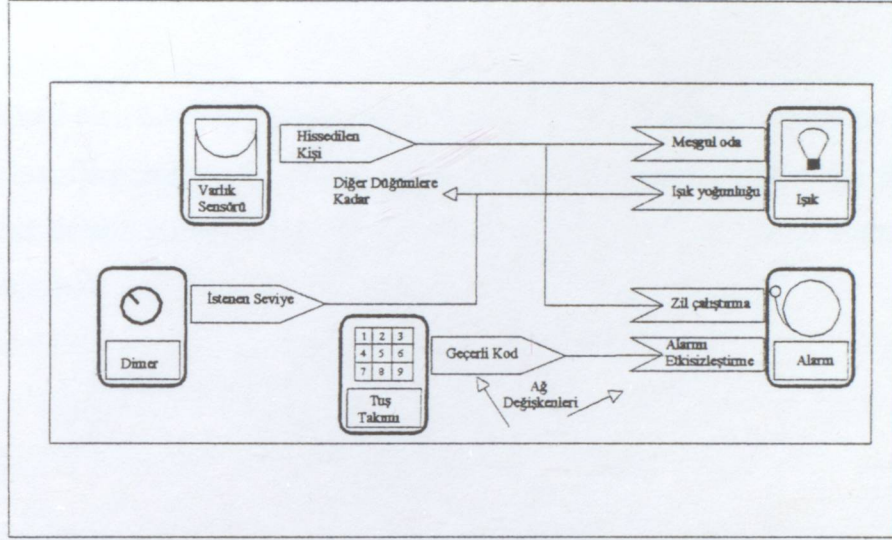 Hissedilen
Kişi
Meşgul oda
Varlık
Sensörü
Diğer Düğümlere
Kadar
Işık yoğunluğu
Işık
İstenen Seviye
Zil çalıştırma
1 2 3
4 5 6
7 8 9
Geçerli Kod
Alarmı
Etkisizleştirme
Dimer
Alarm
Tuş
Takımı
Ağ
Değişkenleri